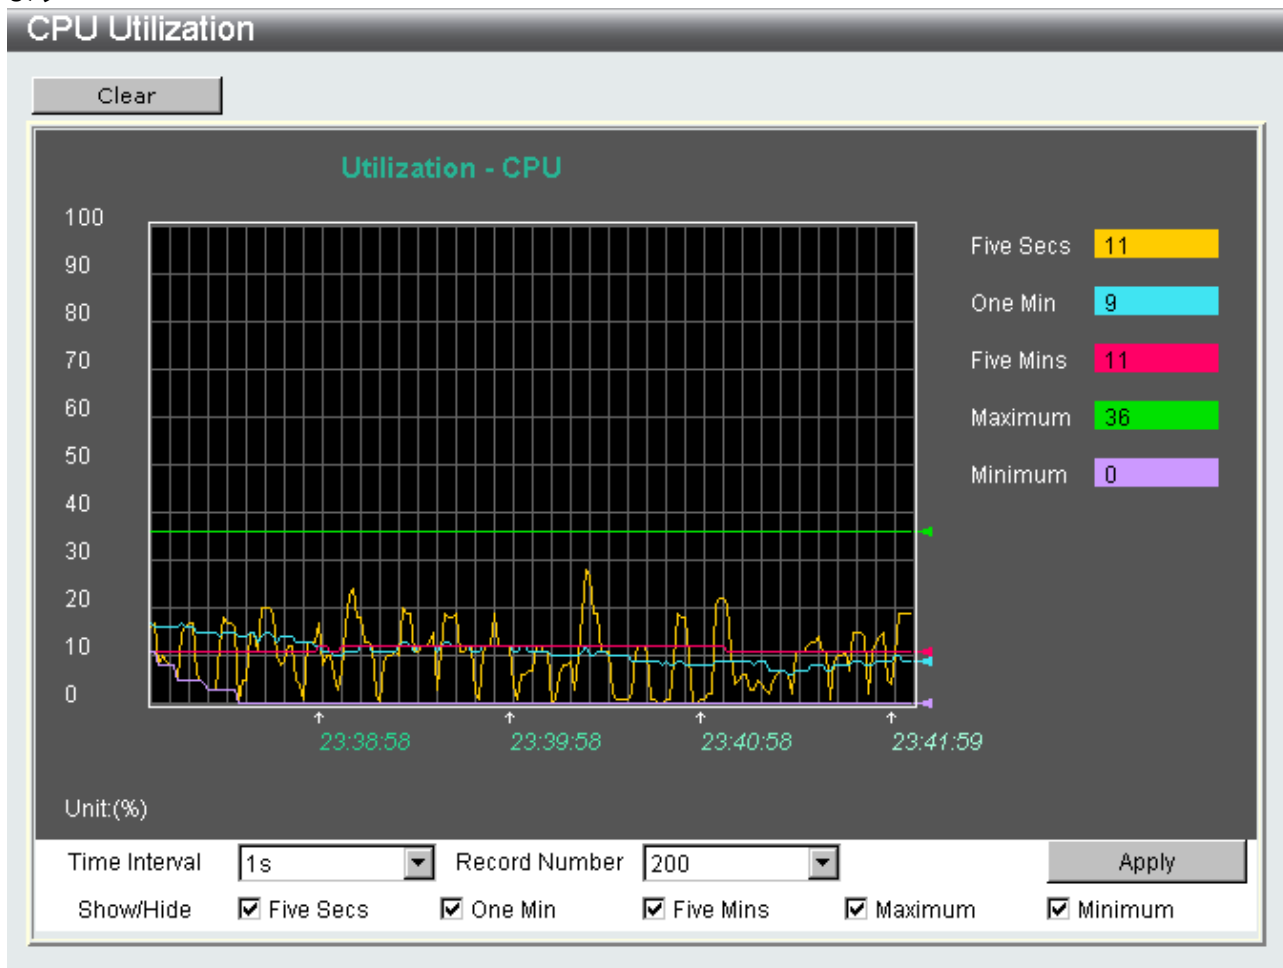 CPU Utilization
Clear
Utilization - CPU
100
90
80
70
60
50
40
30
20
10
0
Five Secs 11
One Min 9
Five Mins 11
Maximum 36
Minimum 0
23:38:58 23:39:58 23:40:58 23:41:59
Unit:(%)
Time Interval 1s Record Number 200 Apply
Show/Hide Five Secs One Min Five Mins Maximum Minimum